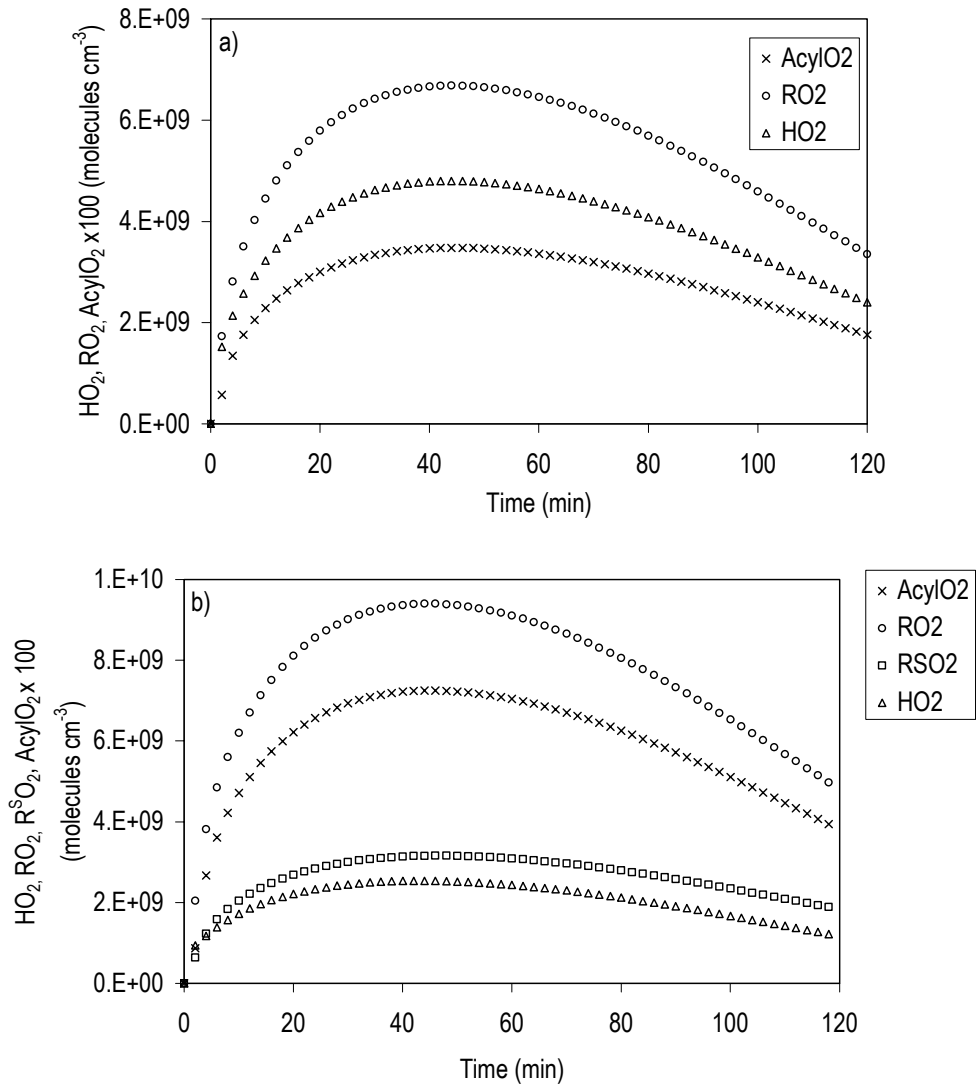 a)
8.E+09
6.E+09
4.E+09
2.E+09
0.E+00
HO2, RO2, AcylO2 x100 (molecules cm-3)
AcylO2
RO2
HO2
0 20 40 60 80 100 120
Time (min)
b)
1.E+10
8.E+09
6.E+09
4.E+09
2.E+09
0.E+00
HO2, RO2, RSO2, AcylO2 x 100
(molecules cm-3)
AcylO2
RO2
RSO2
HO2
0 20 40 60 80 100 120
Time (min)